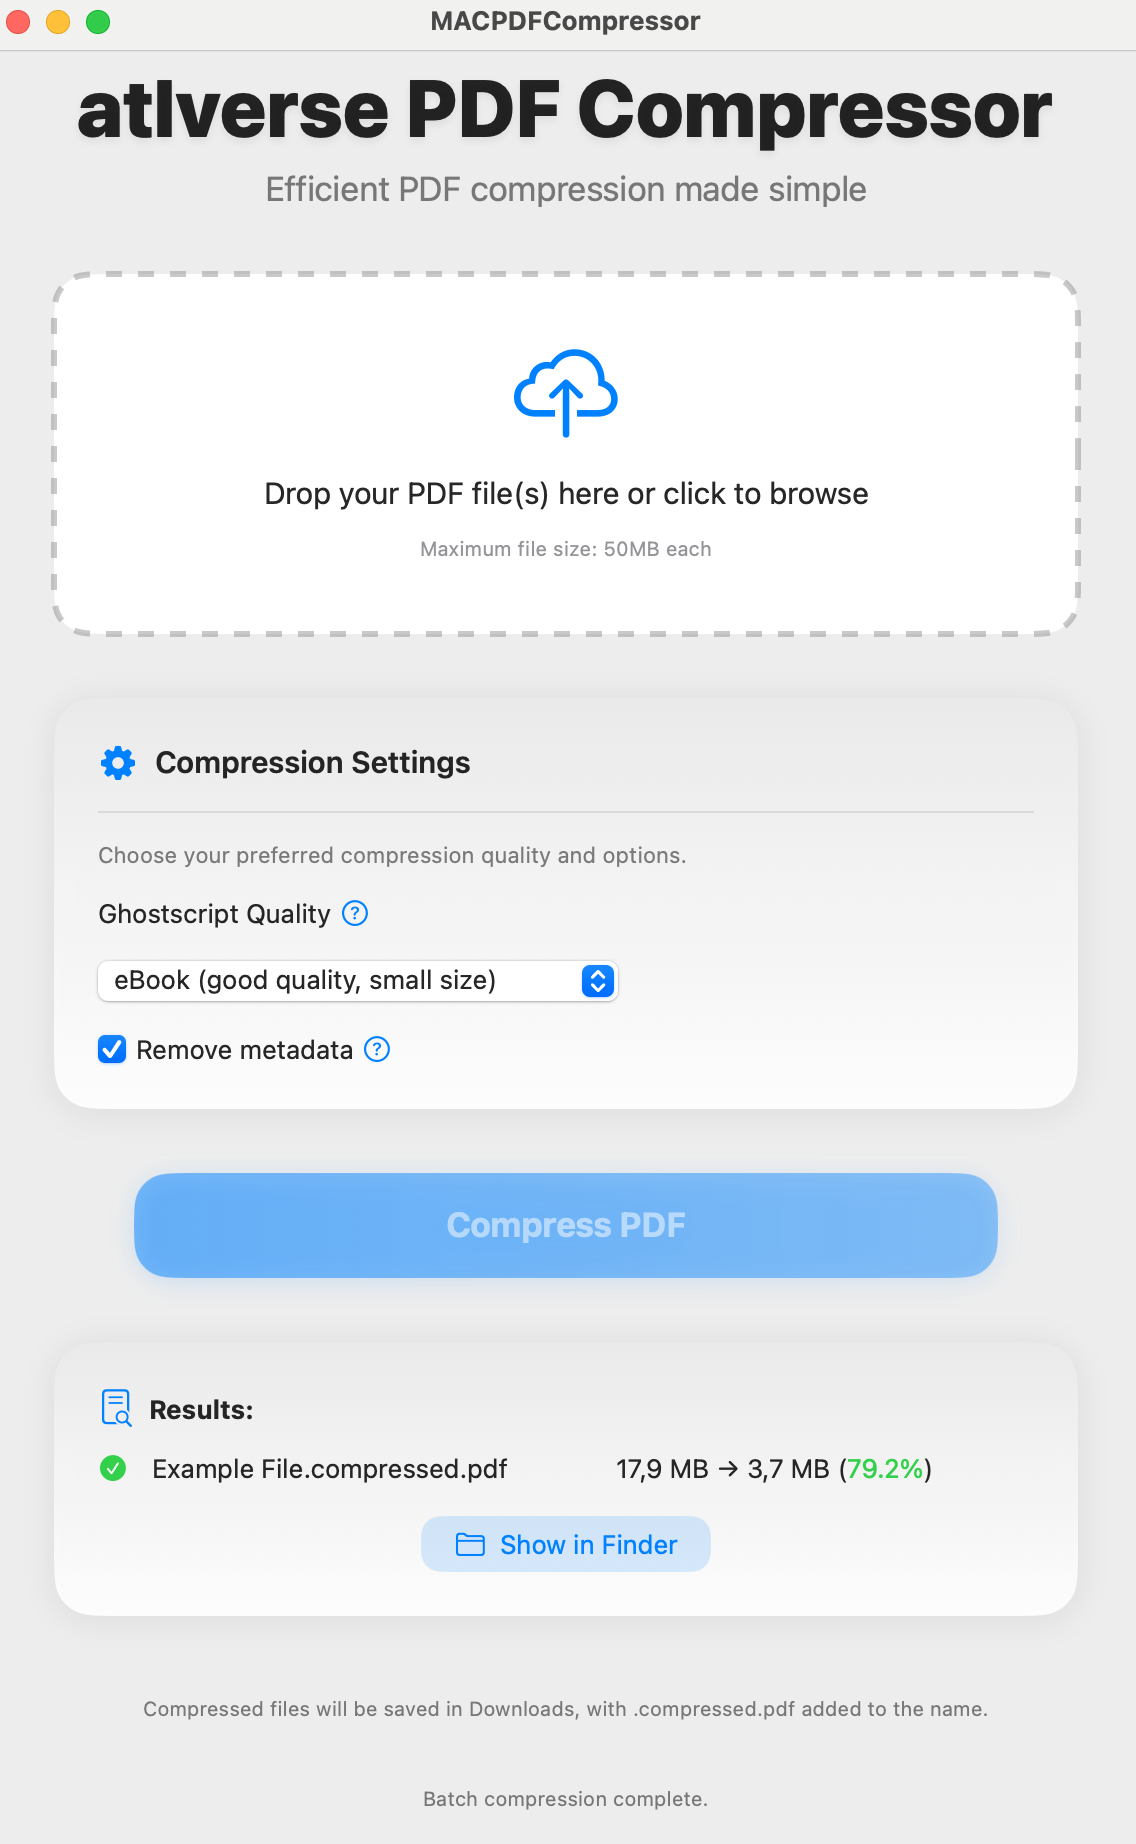 MACPDFCompressor
atlverse PDF Compressor
Efficient PDF compression made simple
Drop your PDF file(s) here or click to browse
Maximum file size: 50MB each
Compression Settings
Choose your preferred compression quality and options.
Ghostscript Quality ?
eBook (good quality, small size)
Remove metadata ?
Compress PDF
Results:
Example File.compressed.pdf 17,9 MB → 3,7 MB (79.2%)
Show in Finder
Compressed files will be saved in Downloads, with .compressed.pdf added to the name.
Batch compression complete.